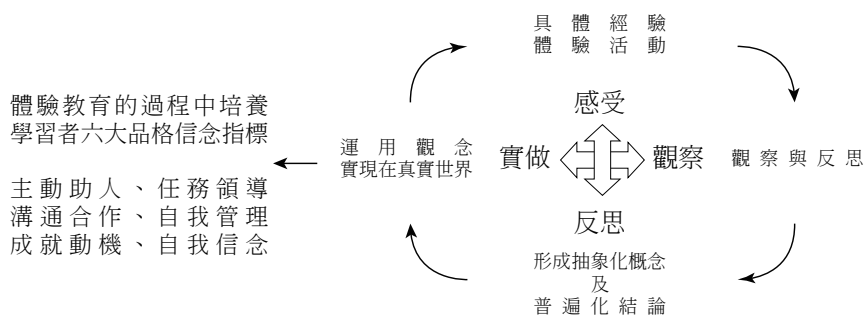 具體經驗
體驗活動
感受
體驗教育的過程中培養
學習者六大品格信念指標
運用觀念
實現在真實世界
實做
觀察
觀察與反思
主動助人、任務領導
溝通合作、自我管理
成就動機、自我信念
反思
形成抽象化概念
及
普遍化結論